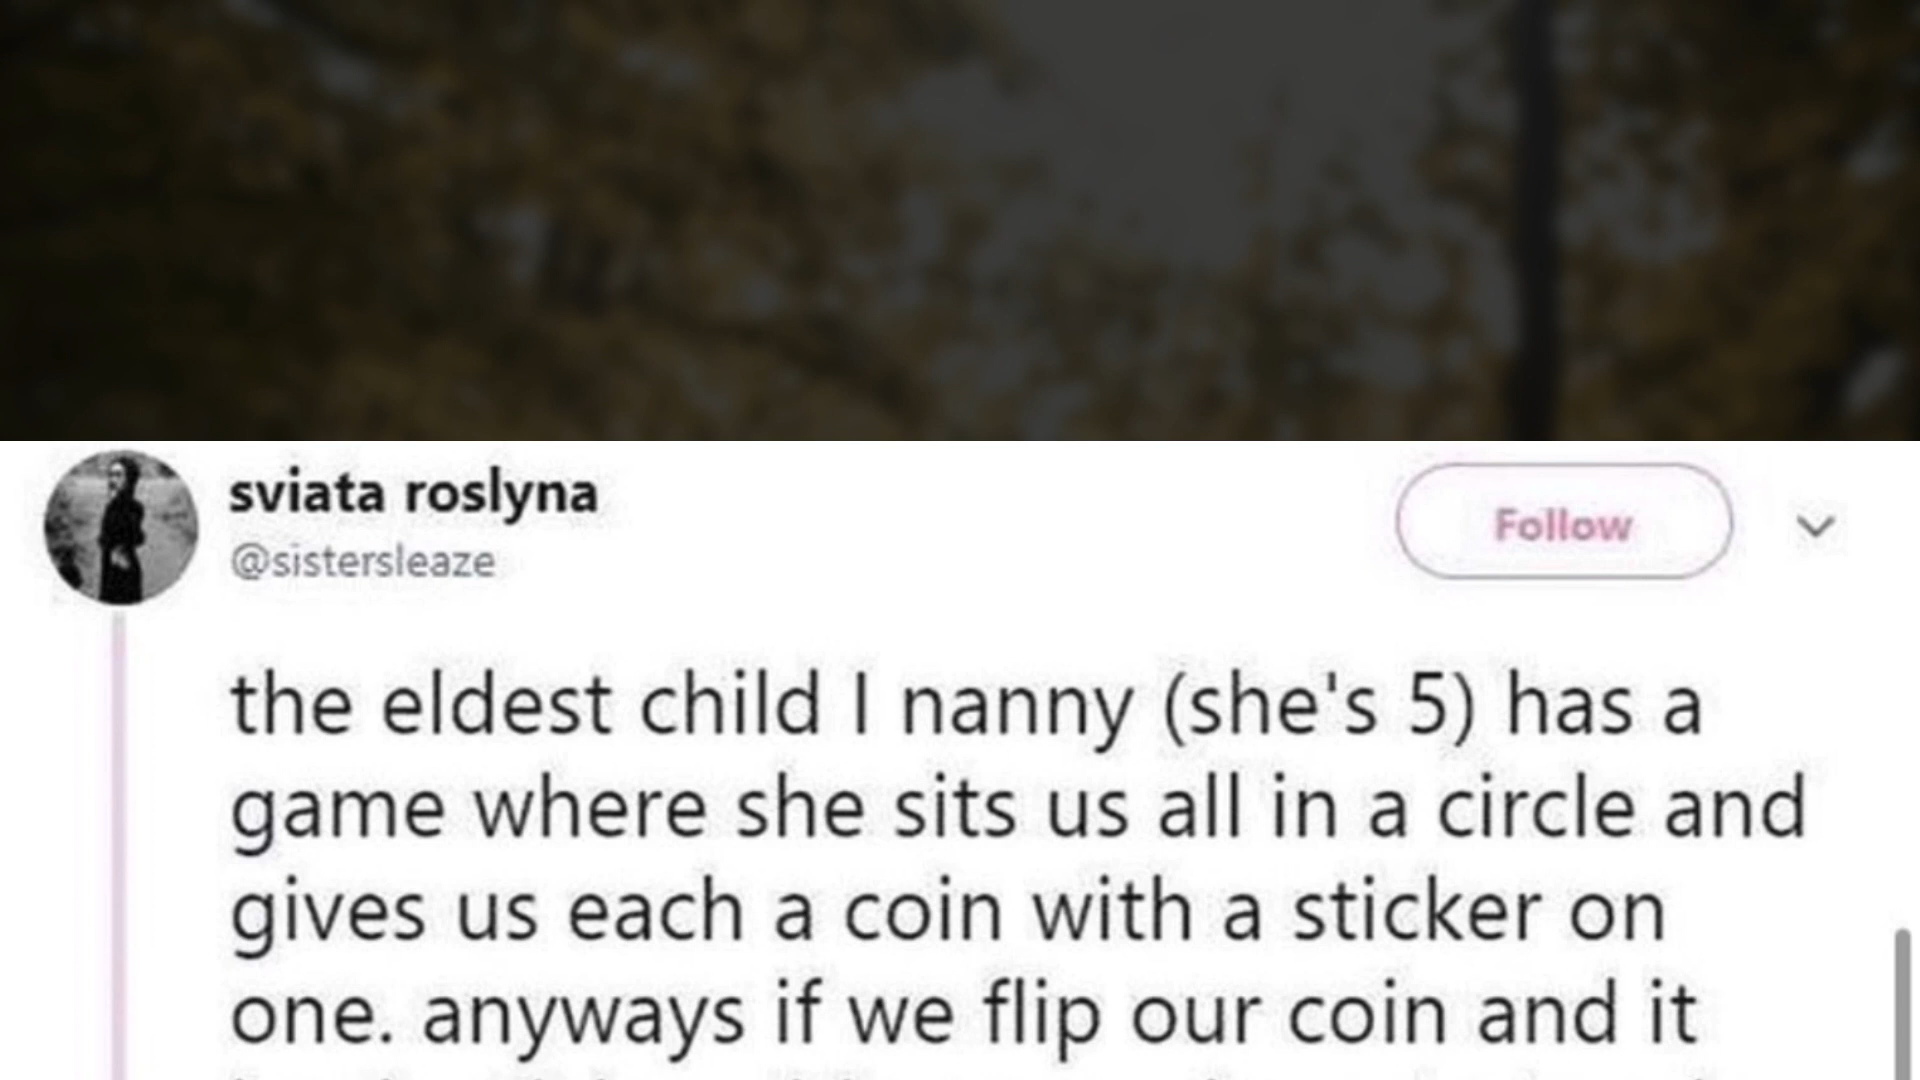 sviata roslyna
@sistersleaze
Follow
the eldest child I nanny (she's 5) has a
game where she sits us all in a circle and
gives us each a coin with a sticker on
one. anyways if we flip our coin and it